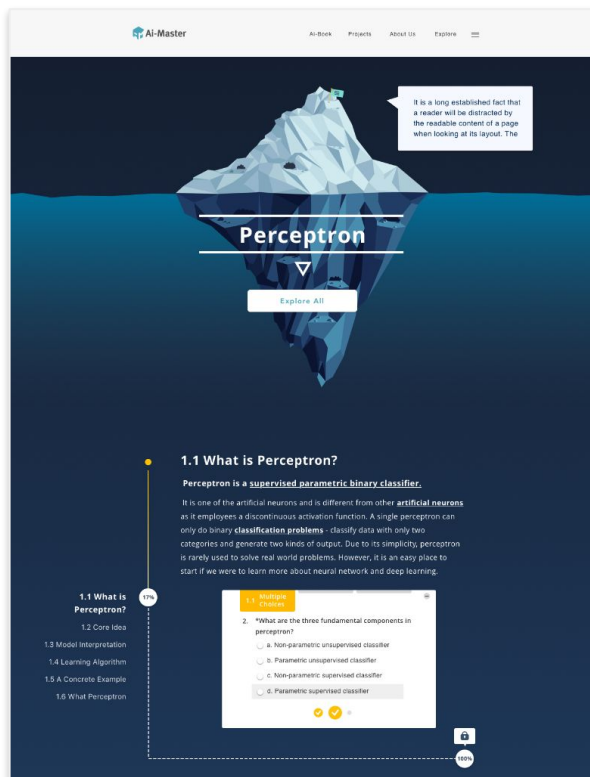 Ai-Master
Ai-Book Projects About Us Explore
It is a long established fact that
a reader will be distracted by
the readable content of a page
when looking at its layout. The
Perceptron
Explore All
1.1 What is Perceptron?
Perceptron is a supervised parametric binary classifier.
It is one of the artificial neurons and is different from other artificial neurons
as it employees a discontinuous activation function. A single perceptron can
only do binary classification problems - classify data with only two
categories and generate two kinds of output. Due to its simplicity, perceptron
is rarely used to solve real world problems. However, it is an easy place to
start if we were to learn more about neural network and deep learning.
1.1 What is
Perceptron?
17%
1.2 Core Idea
1.3 Model Interpretation
1.4 Learning Algorithm
1.5 A Concrete Example
1.6 What Perceptron
1.1 Multiple
Choices
2. *What are the three fundamental components in
perceptron?
a. Non-parametric unsupervised classifier
b. Parametric unsupervised classifier
c. Non-parametric supervised classifier
d. Parametric supervised classifier
100%